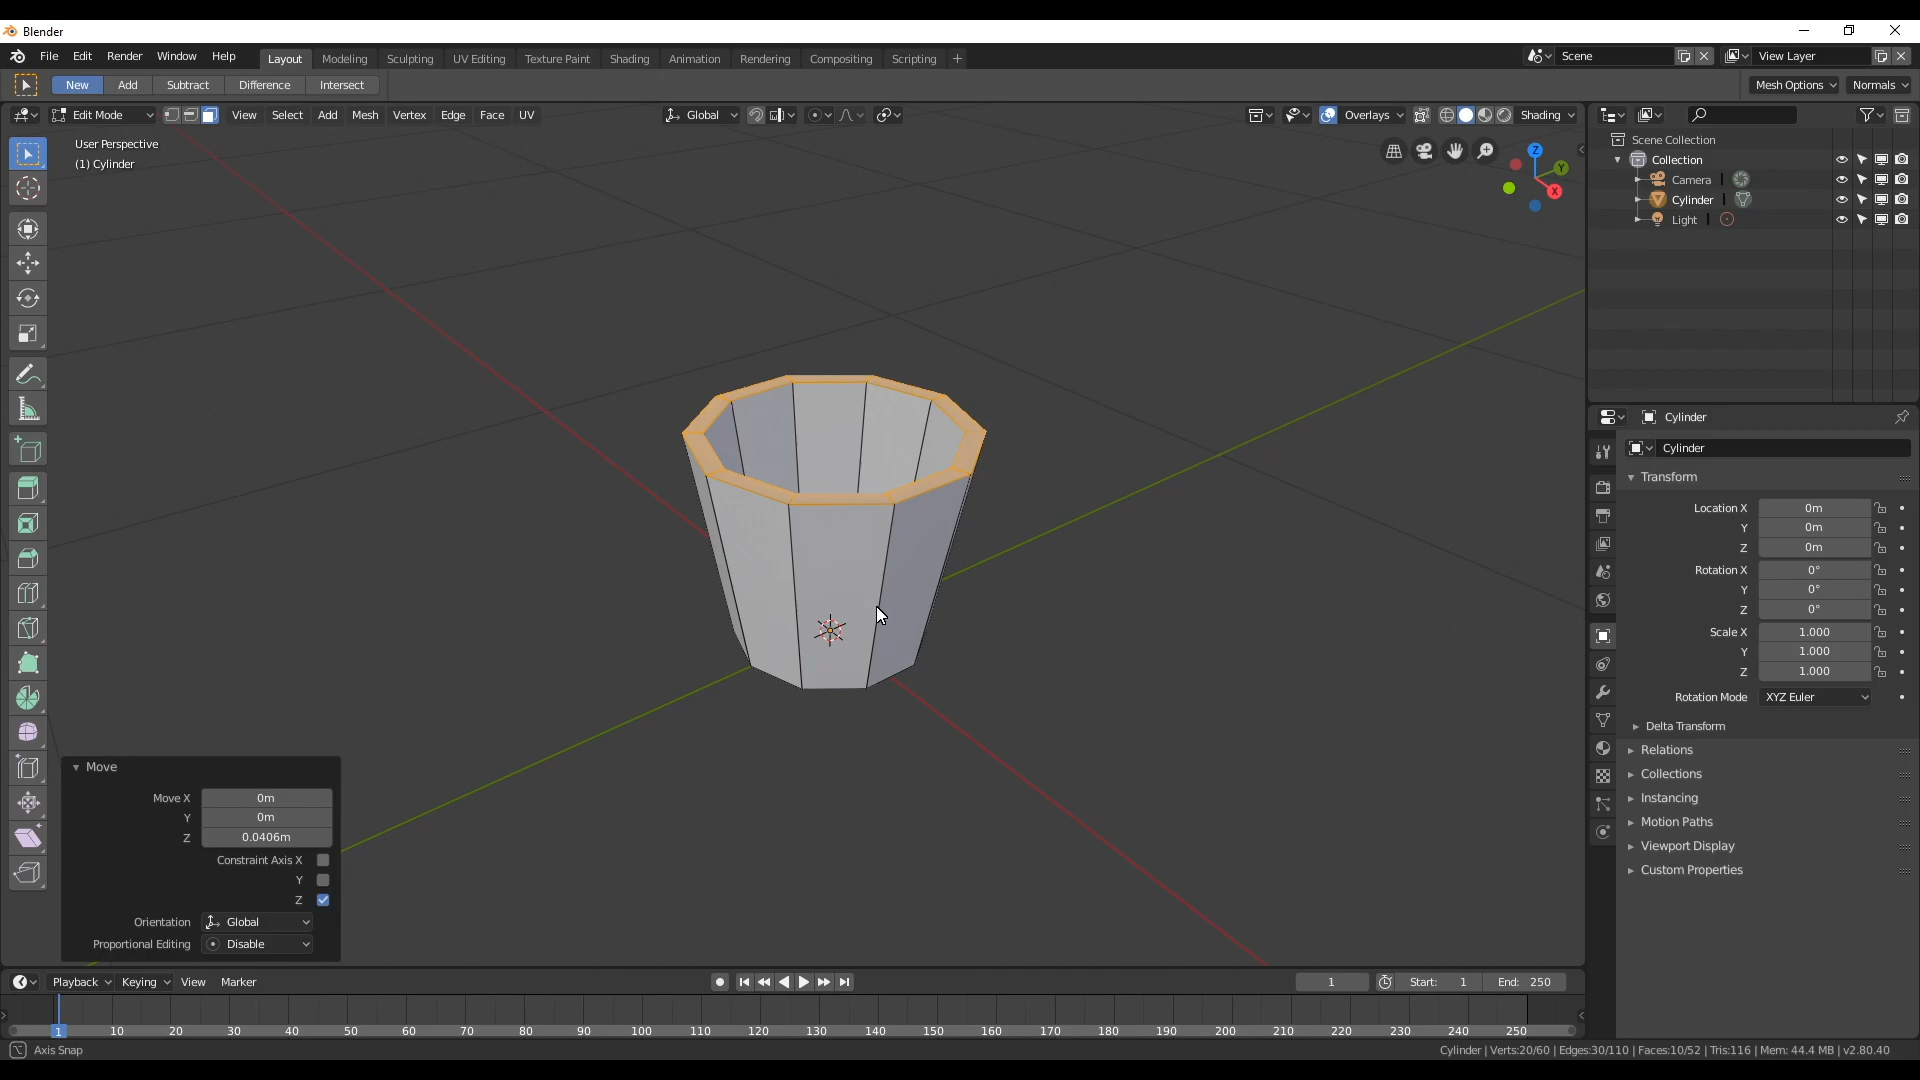 Blender
File Edit Render Window Help Layout Modeling Sculpting UV Editing Texture Paint Shading Animation Rendering Compositing Scripting + Scene View Layer
New Add Subtract Difference Intersect Mesh Options Normals
Edit Mode View Select Add Mesh Vertex Edge Face UV Global Overlays Shading
User Perspective
(1) Cylinder
Z
Y
X
Scene Collection
Collection
Camera
Cylinder
Light
Cylinder
Cylinder
Transform
Location X 0m
Y 0m
Z 0m
Rotation X 0°
Y 0°
Z 0°
Scale X 1.000
Y 1.000
Z 1.000
Rotation Mode XYZ Euler
Delta Transform
Relations
Collections
Instancing
Motion Paths
Viewport Display
Custom Properties
Move
Move X 0m
Y 0m
Z 0.0406m
Constraint Axis X
Y
Z
Orientation Global
Proportional Editing Disable
Playback Keying View Marker 1 Start: 1 End: 250
1 10 20 30 40 50 60 70 80 90 100 110 120 130 140 150 160 170 180 190 200 210 220 230 240 250
Axis Snap Cylinder | Verts:20/60 | Edges:30/110 | Faces:10/52 | Tris:116 | Mem: 44.4 MB | v2.80.40